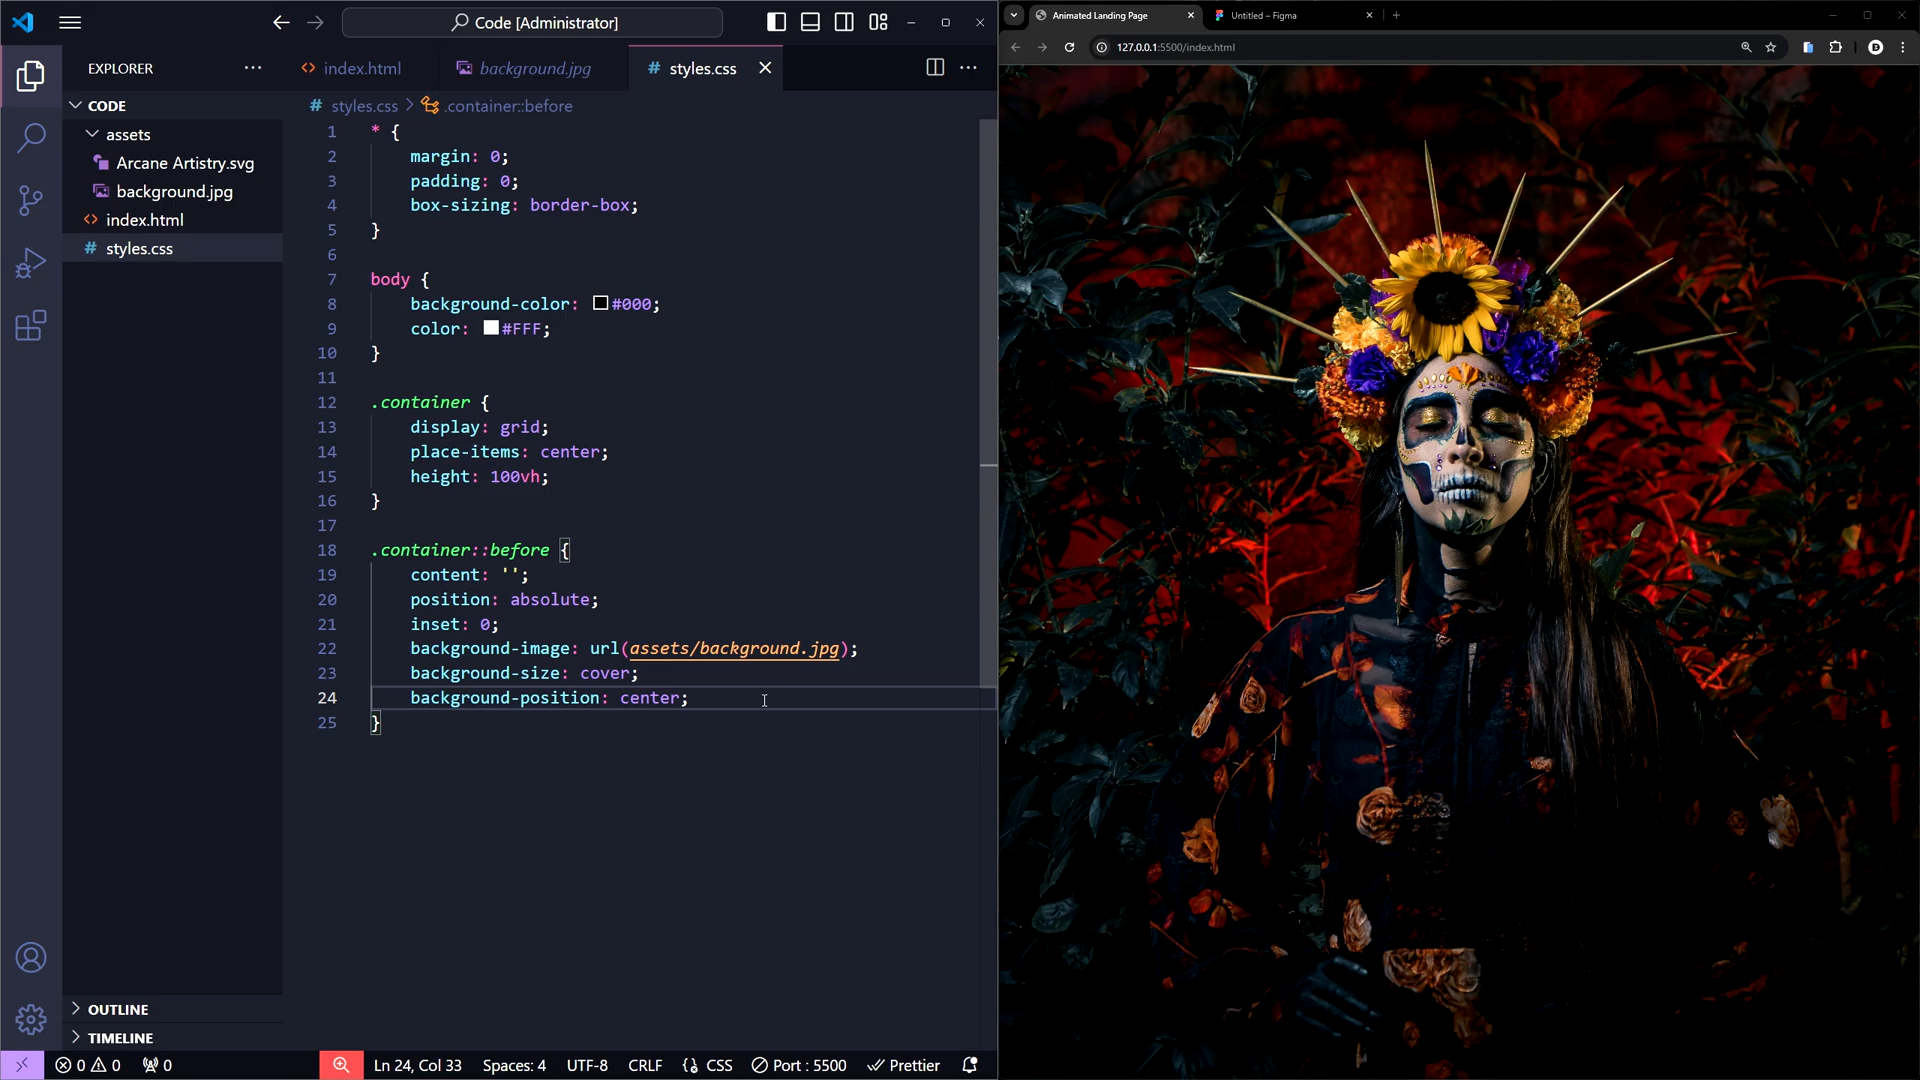 Code [Administrator]
EXPLORER
index.html
background.jpg
# styles.css
CODE
assets
Arcane Artistry.svg
background.jpg
index.html
# styles.css
# styles.css > .container::before
1 * {
2 margin: 0;
3 padding: 0;
4 box-sizing: border-box;
5 }
6
7 body {
8 background-color: #000;
9 color: #FFF;
10 }
11
12 .container {
13 display: grid;
14 place-items: center;
15 height: 100vh;
16 }
17
18 .container::before {
19 content: '';
20 position: absolute;
21 inset: 0;
22 background-image: url(assets/background.jpg);
23 background-size: cover;
24 background-position: center;
25 }
OUTLINE
TIMELINE
0 0 0
Ln 24, Col 33 Spaces: 4 UTF-8 CRLF {} CSS Port : 5500 Prettier
Animated Landing Page
Untitled – Figma
127.0.0.1:5500/index.html